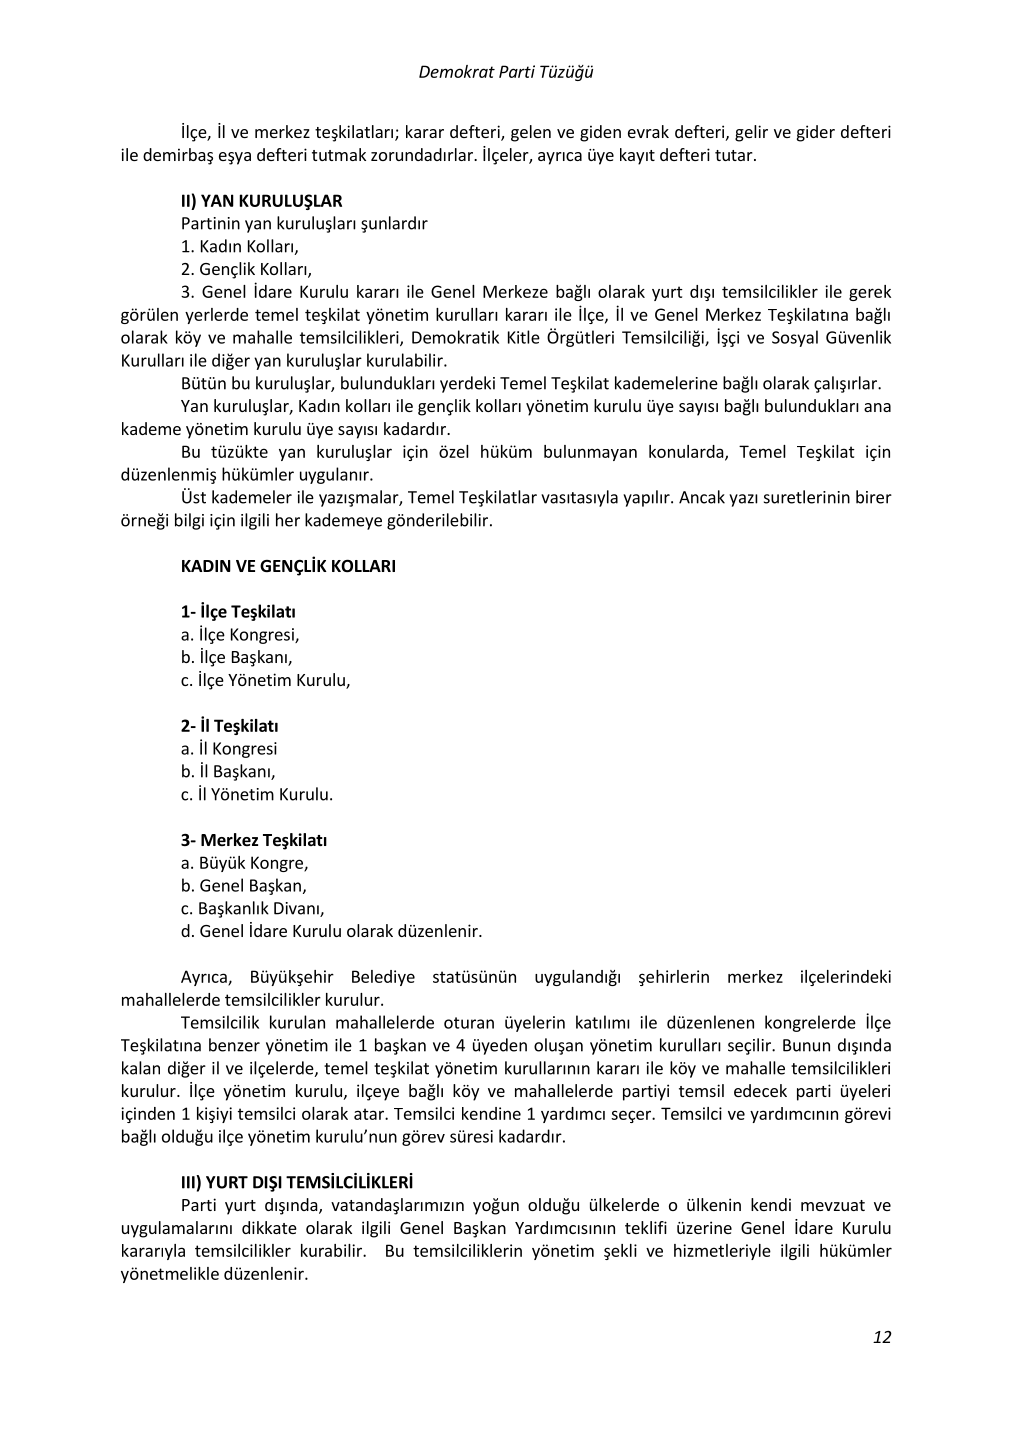 Demokrat Parti Tüzüğü
İlçe, İl ve merkez teşkilatları; karar defteri, gelen ve giden evrak defteri, gelir ve gider defteri
ile demirbaş eşya defteri tutmak zorundadırlar. İlçeler, ayrıca üye kayıt defteri tutar.
II) YAN KURULUŞLAR
Partinin yan kuruluşları şunlardır
1. Kadın Kolları,
2. Gençlik Kolları,
3. Genel İdare Kurulu kararı ile Genel Merkeze bağlı olarak yurt dışı temsilcilikler ile gerek
görülen yerlerde temel teşkilat yönetim kurulları kararı ile İlçe, İl ve Genel Merkez Teşkilatına bağlı
olarak köy ve mahalle temsilcilikleri, Demokratik Kitle Örgütleri Temsilciliği, İşçi ve Sosyal Güvenlik
Kurulları ile diğer yan kuruluşlar kurulabilir.
Bütün bu kuruluşlar, bulundukları yerdeki Temel Teşkilat kademelerine bağlı olarak çalışırlar.
Yan kuruluşlar, Kadın kolları ile gençlik kolları yönetim kurulu üye sayısı bağlı bulundukları ana
kademe yönetim kurulu üye sayısı kadardır.
Bu tüzükte yan kuruluşlar için özel hüküm bulunmayan konularda, Temel Teşkilat için
düzenlenmiş hükümler uygulanır.
Üst kademeler ile yazışmalar, Temel Teşkilatlar vasıtasıyla yapılır. Ancak yazı suretlerinin birer
örneği bilgi için ilgili her kademeye gönderilebilir.
KADIN VE GENÇLİK KOLLARI
1- İlçe Teşkilatı
a. İlçe Kongresi,
b. İlçe Başkanı,
c. İlçe Yönetim Kurulu,
2- İl Teşkilatı
a. İl Kongresi
b. İl Başkanı,
c. İl Yönetim Kurulu.
3- Merkez Teşkilatı
a. Büyük Kongre,
b. Genel Başkan,
c. Başkanlık Divanı,
d. Genel İdare Kurulu olarak düzenlenir.
Ayrıca, Büyükşehir Belediye statüsünün uygulandığı şehirlerin merkez ilçelerindeki
mahallelerde temsilcilikler kurulur.
Temsilcilik kurulan mahallelerde oturan üyelerin katılımı ile düzenlenen kongrelerde İlçe
Teşkilatına benzer yönetim ile 1 başkan ve 4 üyeden oluşan yönetim kurulları seçilir. Bunun dışında
kalan diğer il ve ilçelerde, temel teşkilat yönetim kurullarının kararı ile köy ve mahalle temsilcilikleri
kurulur. İlçe yönetim kurulu, ilçeye bağlı köy ve mahallelerde partiyi temsil edecek parti üyeleri
içinden 1 kişiyi temsilci olarak atar. Temsilci kendine 1 yardımcı seçer. Temsilci ve yardımcının görevi
bağlı olduğu ilçe yönetim kurulu’nun görev süresi kadardır.
III) YURT DIŞI TEMSİLCİLİKLERİ
Parti yurt dışında, vatandaşlarımızın yoğun olduğu ülkelerde o ülkenin kendi mevzuat ve
uygulamalarını dikkate olarak ilgili Genel Başkan Yardımcısının teklifi üzerine Genel İdare Kurulu
kararıyla temsilcilikler kurabilir. Bu temsilciliklerin yönetim şekli ve hizmetleriyle ilgili hükümler
yönetmelikle düzenlenir.
12